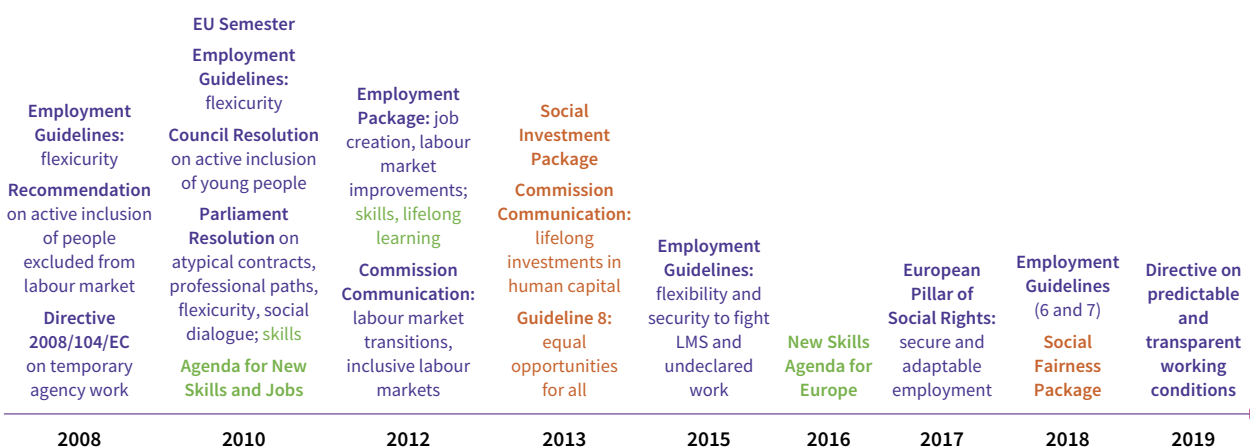 Employment
Guidelines:
flexicurity
Recommendation
on active inclusion
of people
excluded from
labour market
Directive
2008/104/EC
on temporary
agency work
2008
EU Semester
Employment
Guidelines:
flexicurity
Council Resolution
on active inclusion
of young people
Parliament
Resolution on
atypical contracts,
professional paths,
flexicurity, social
dialogue; skills
Agenda for New
Skills and Jobs
2010
Employment
Package: job
creation, labour
market
improvements;
skills, lifelong
learning
Commission
Communication:
labour market
transitions,
inclusive labour
markets
2012
Social
Investment
Package
Commission
Communication:
lifelong
investments in
human capital
Guideline 8:
equal
opportunities
for all
2013
Employment
Guidelines:
flexibility and
security to fight
LMS and
undeclared
work
2015
New Skills
Agenda for
Europe
2016
European
Pillar of
Social Rights:
secure and
adaptable
employment
2017
Employment
Guidelines
(6 and 7)
Social
Fairness
Package
2018
Directive on
predictable
and
transparent
working
conditions
2019